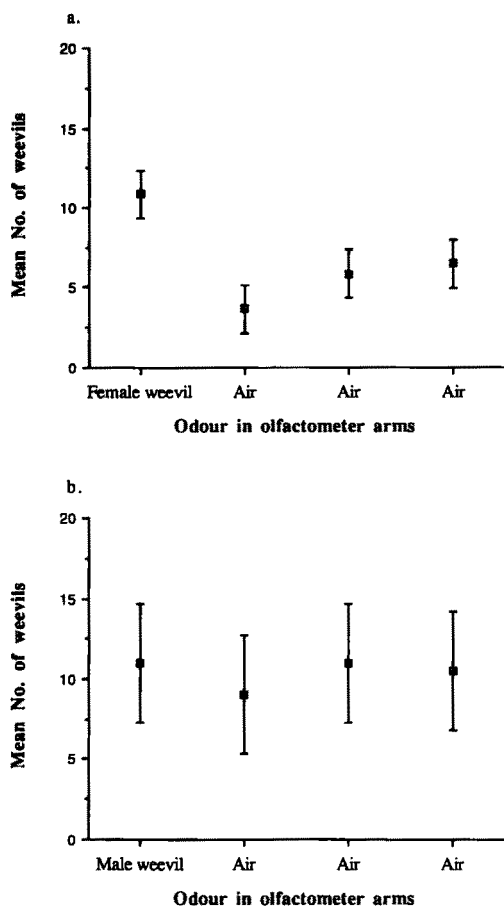 a.
20
15
10
5
0
Mean No. of weevils
Female weevil Air Air Air
Odour in olfactometer arms
b.
20
15
10
5
0
Mean No. of weevils
Male weevil Air Air Air
Odour in olfactometer arms